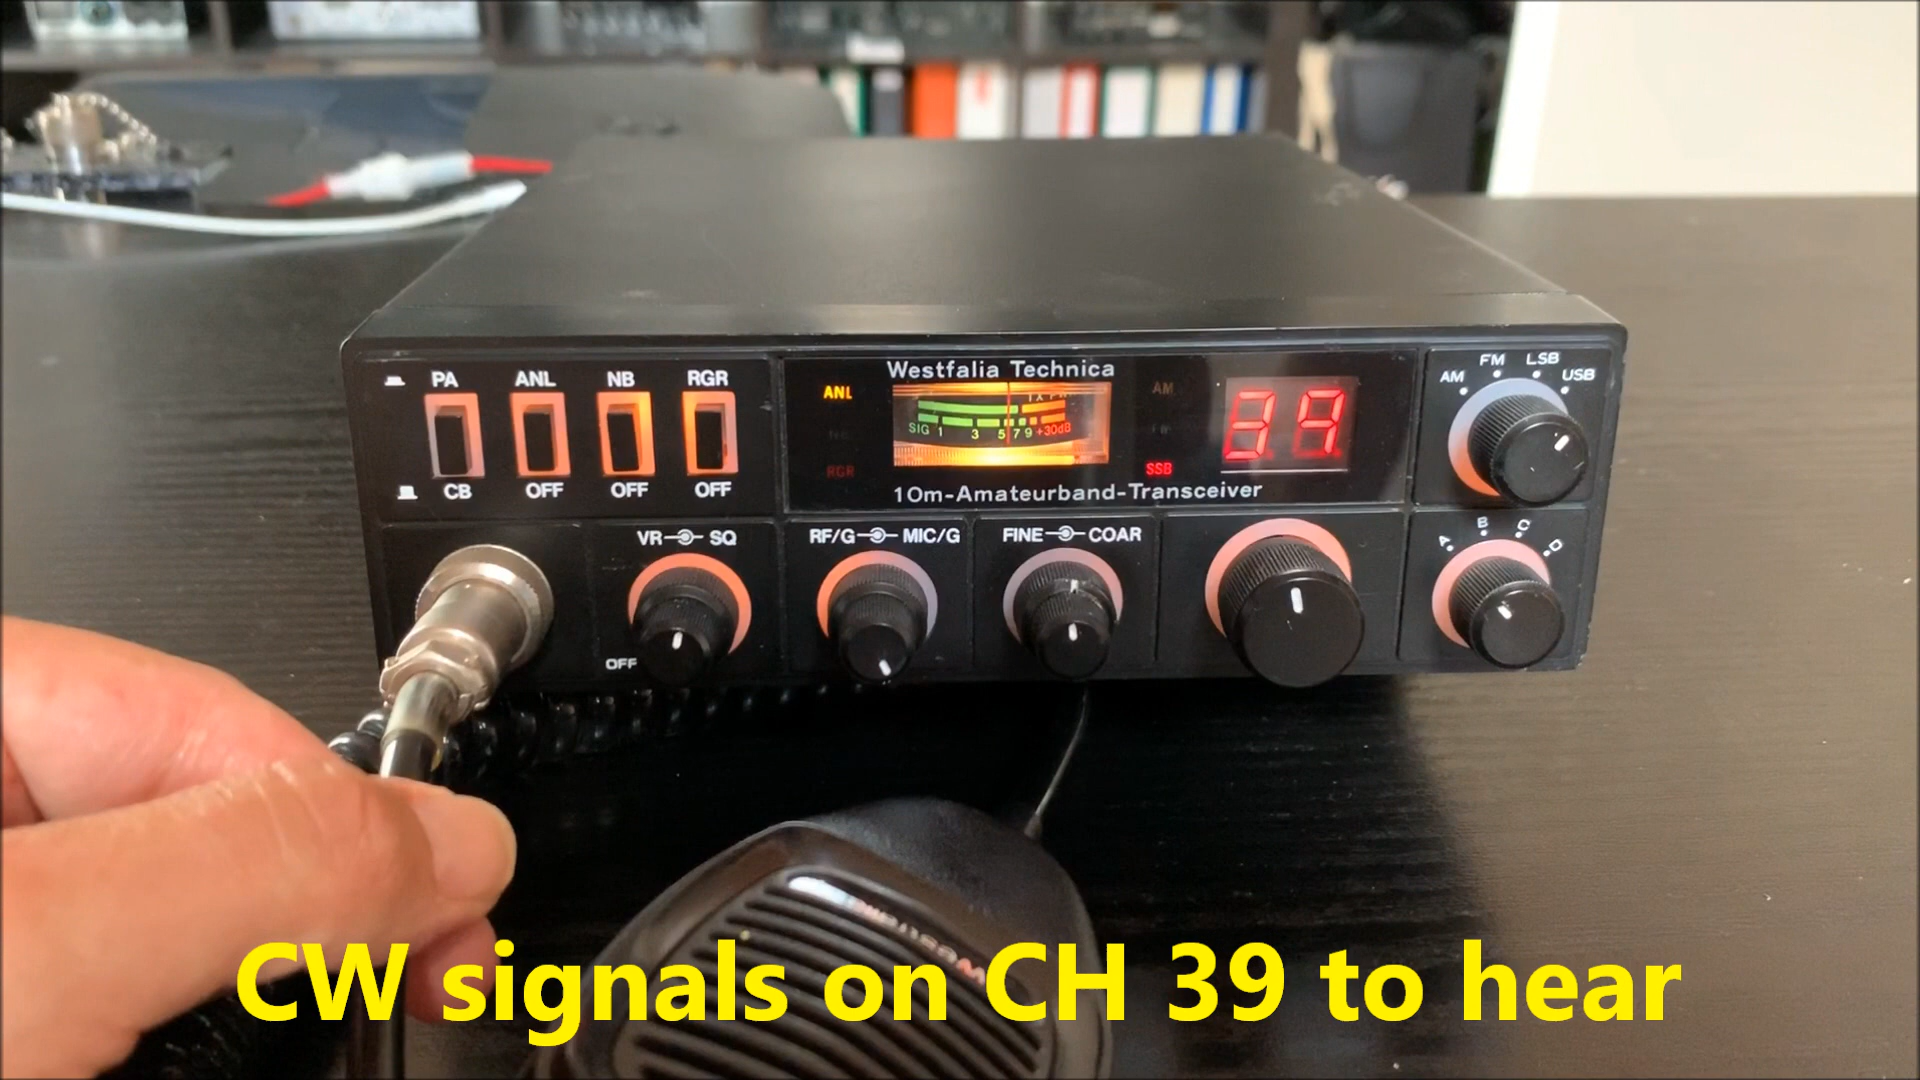 PA ANL NB RGR
CB OFF OFF OFF
Westfalia Technica
ANL
RGR
TX
SIG 1 3 5 7 9 +30dB
AM
SSB
39
10m-Amateurband-Transceiver
AM FM LSB USB
VR SQ
OFF
RF/G MIC/G
FINE COAR
A B C D
CW signals on CH 39 to hear